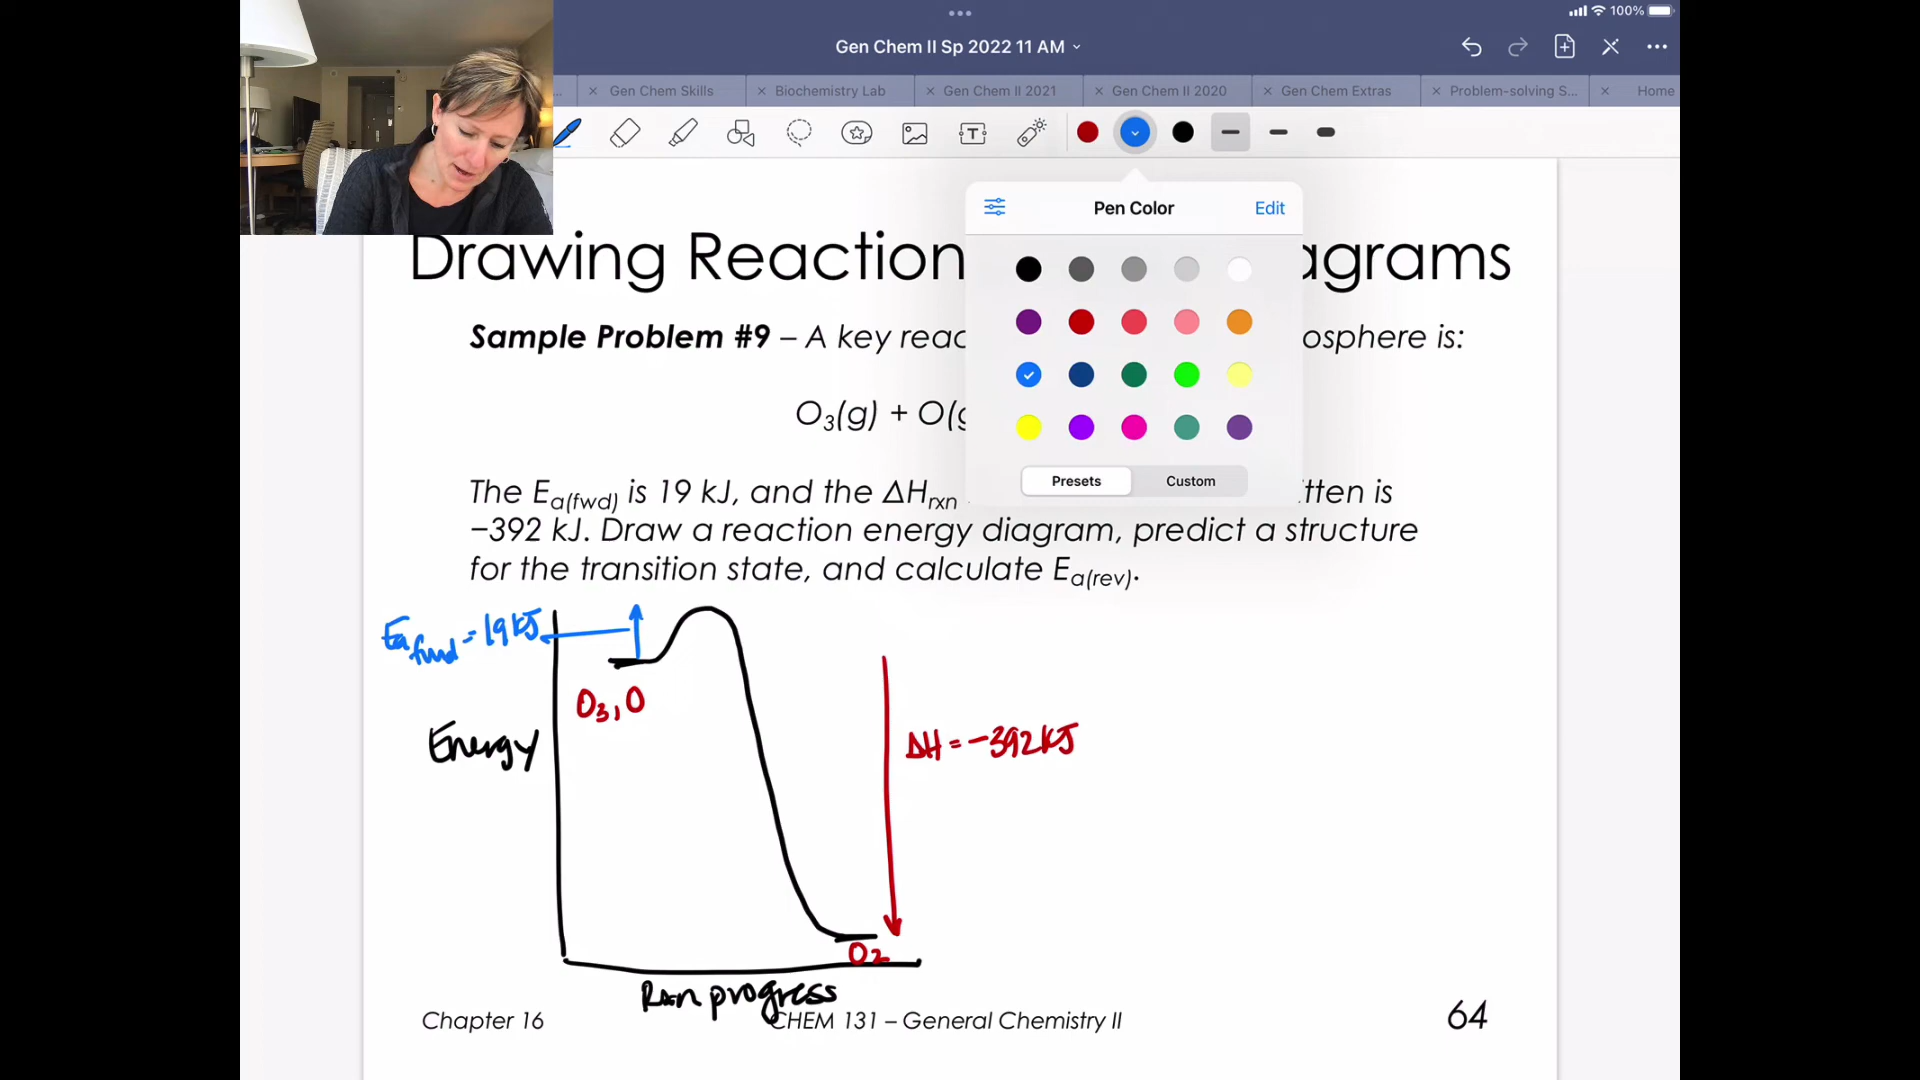 100%
Gen Chem II Sp 2022 11 AM
... Gen Chem Skills Biochemistry Lab Gen Chem II 2021 Gen Chem II 2020 Gen Chem Extras Problem-solving S... Home
T
Pen Color Edit
Drawing Reaction agrams
Sample Problem #9 – A key reac osphere is:
O₃(g) + O(g
The Ea(fwd) is 19 kJ, and the ΔHrxn tten is
−392 kJ. Draw a reaction energy diagram, predict a structure
for the transition state, and calculate Ea(rev).
Presets Custom
Ea fwd = 19 kJ
O₃, O
Energy
ΔH = -392 kJ
O₂
Rxn progress
Chapter 16 CHEM 131 – General Chemistry II 64